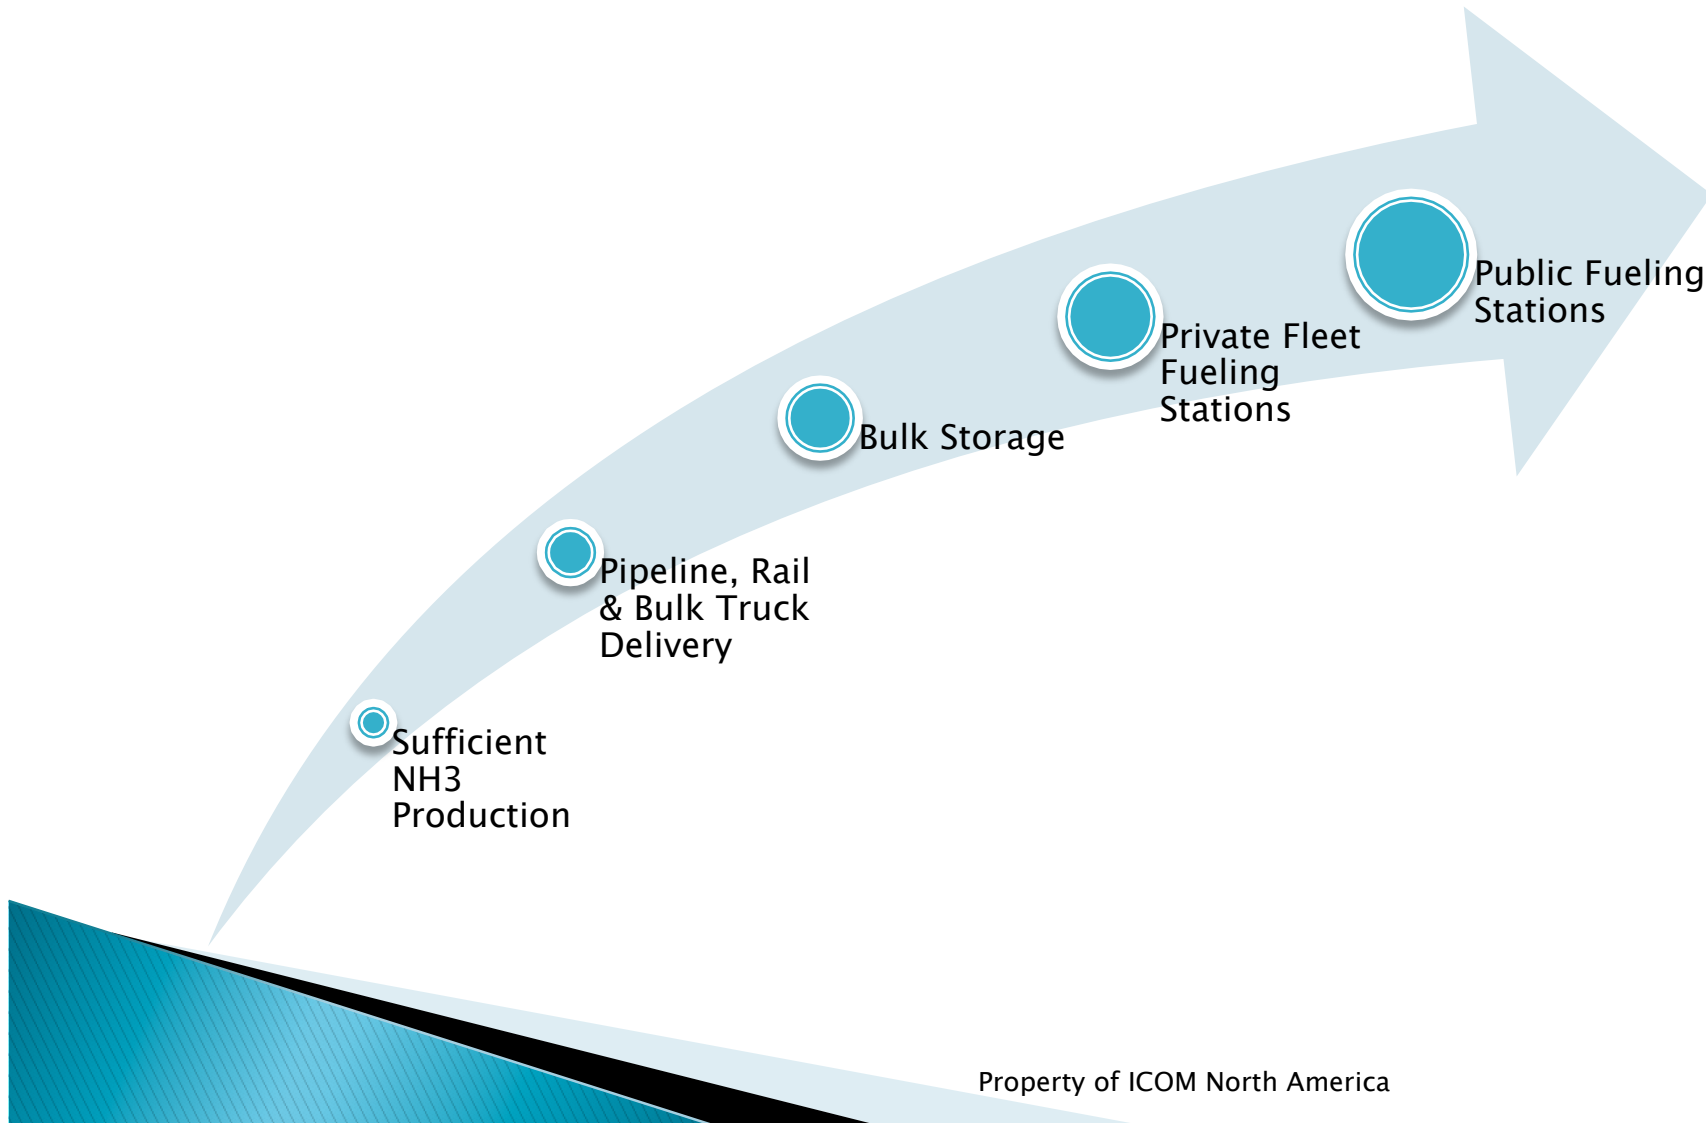 Public Fueling
Stations
Private Fleet
Fueling
Stations
Bulk Storage
Pipeline, Rail
& Bulk Truck
Delivery
Sufficient
NH3
Production
Property of ICOM North America